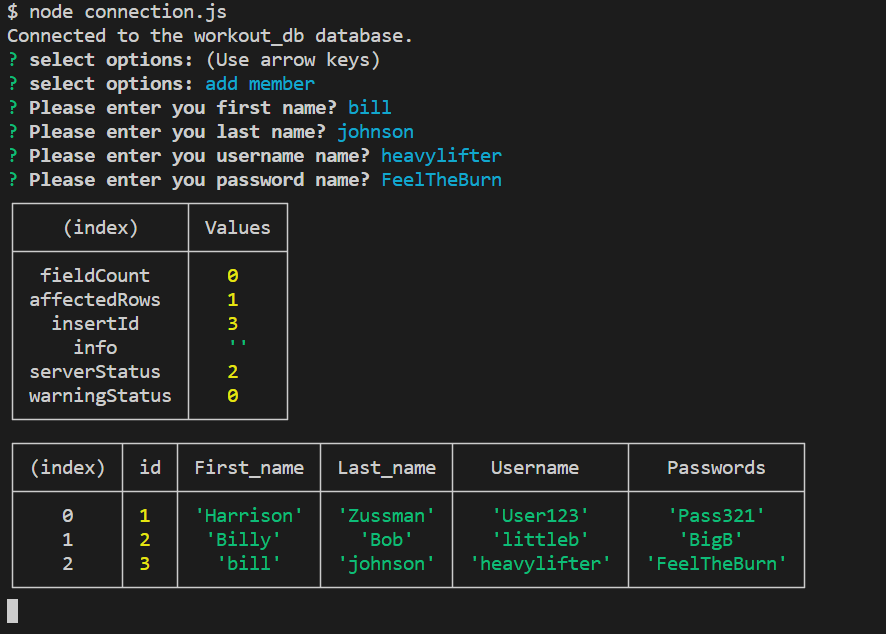 $ node connection.js
Connected to the workout_db database.
? select options: (Use arrow keys)
? select options: add member
? Please enter you first name? bill
? Please enter you last name? johnson
? Please enter you username name? heavylifter
? Please enter you password name? FeelTheBurn
(index) Values
fieldCount 0
affectedRows 1
insertId 3
info ''
serverStatus 2
warningStatus 0
(index) id First_name Last_name Username Passwords
0 1 'Harrison' 'Zussman' 'User123' 'Pass321'
1 2 'Billy' 'Bob' 'littleb' 'BigB'
2 3 'bill' 'johnson' 'heavylifter' 'FeelTheBurn'